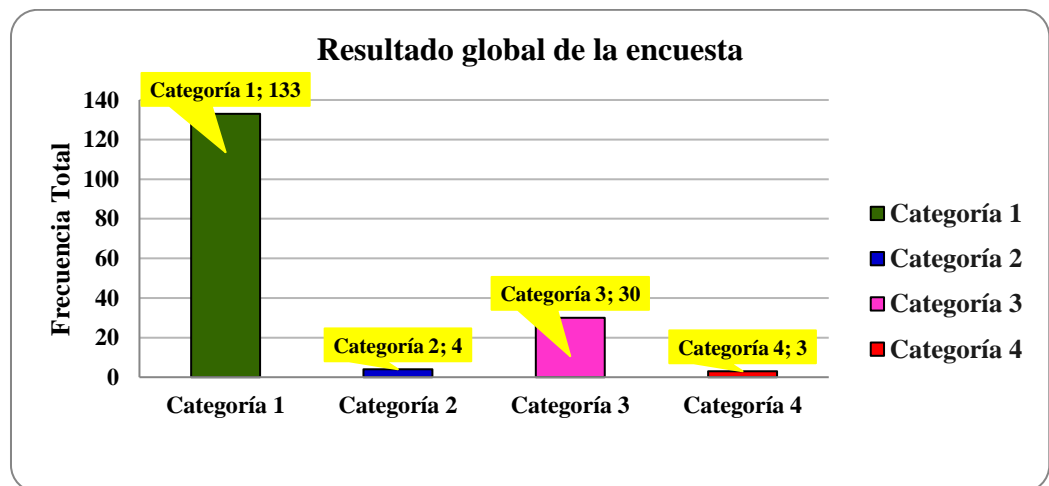 Resultado global de la encuesta
Categoría 1; 133
140
120
100
80
60
40
20
0
Frecuencia Total
Categoría 2; 4
Categoría 3; 30
Categoría 4; 3
Categoría 1
Categoría 2
Categoría 3
Categoría 4
Categoría 1
Categoría 2
Categoría 3
Categoría 4